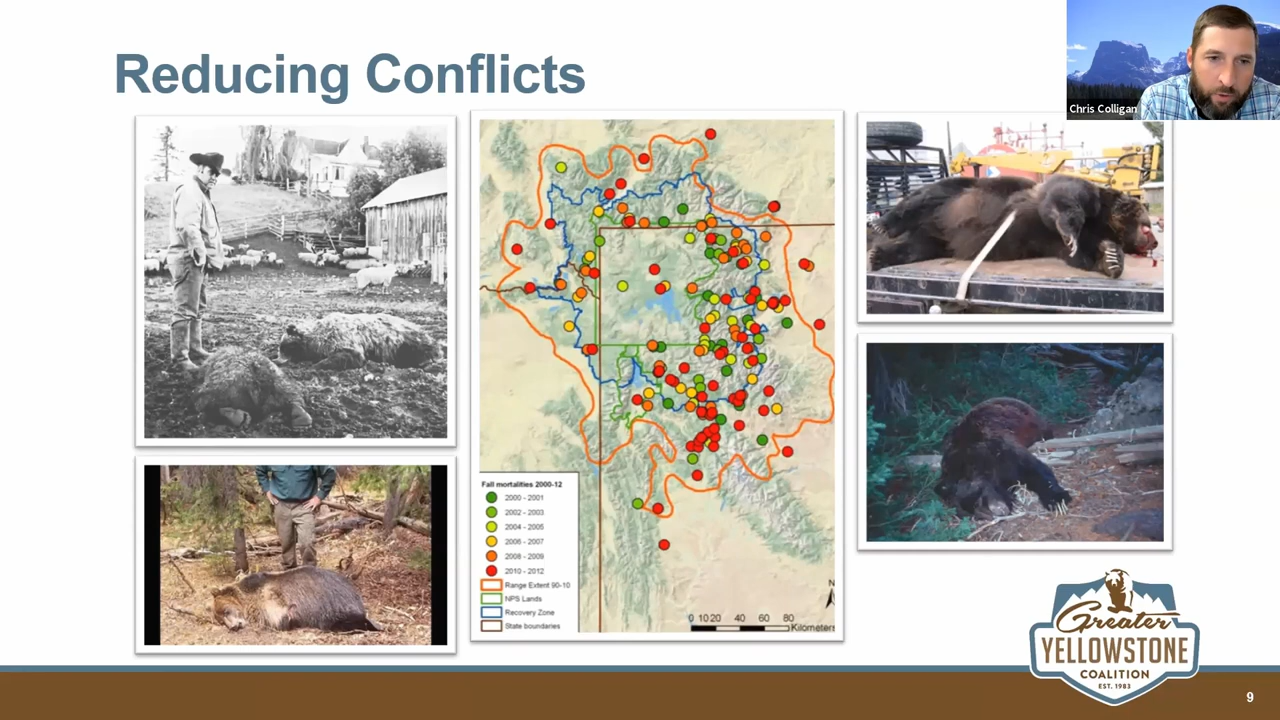 Reducing Conflicts
Chris Colligan
Fall mortalities 2000-12
2000 - 2001
2002 - 2003
2004 - 2005
2006 - 2007
2008 - 2009
2010 - 2012
Range Extent 90-10
NPS Lands
Recovery Zone
State boundaries
N
0 10 20 40 60 80
Kilometers
Greater
YELLOWSTONE
COALITION
EST. 1983
9